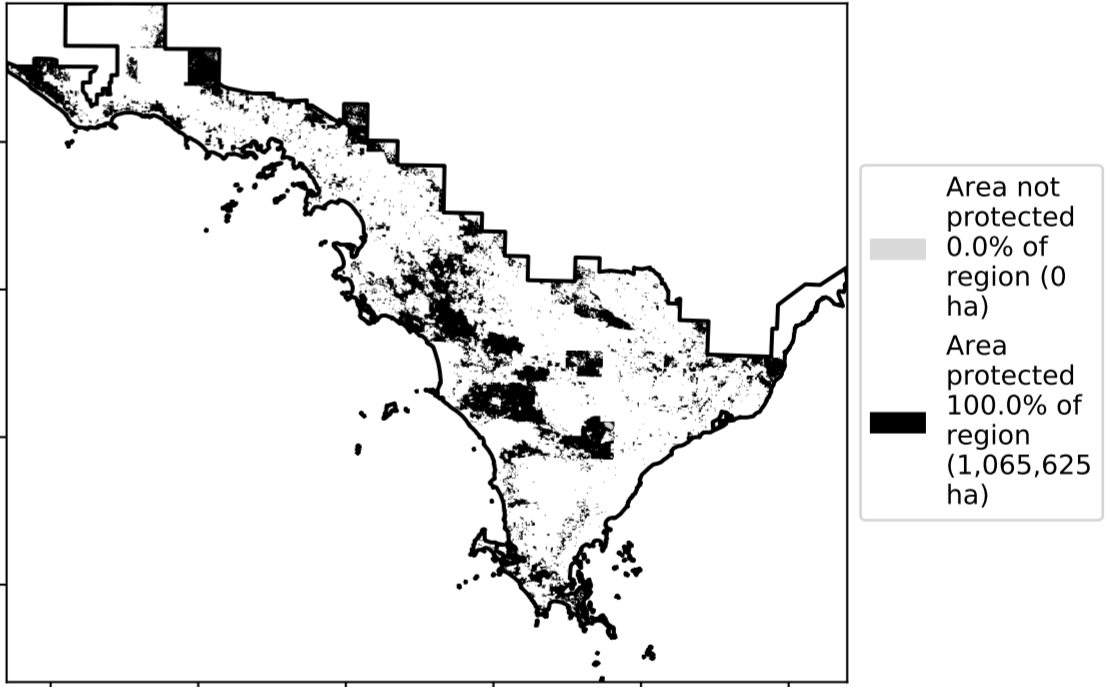 Area not
protected
0.0% of
region (0
ha)
Area
protected
100.0% of
region
(1,065,625
ha)